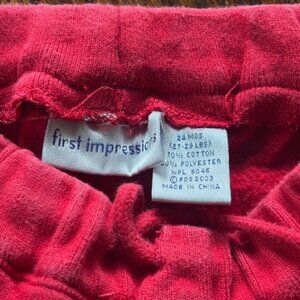 first impressions
24 MOS
(27-29 LBS)
70% COTTON
30% POLYESTER
WPL 8046
© FDS 2003
MADE IN CHINA